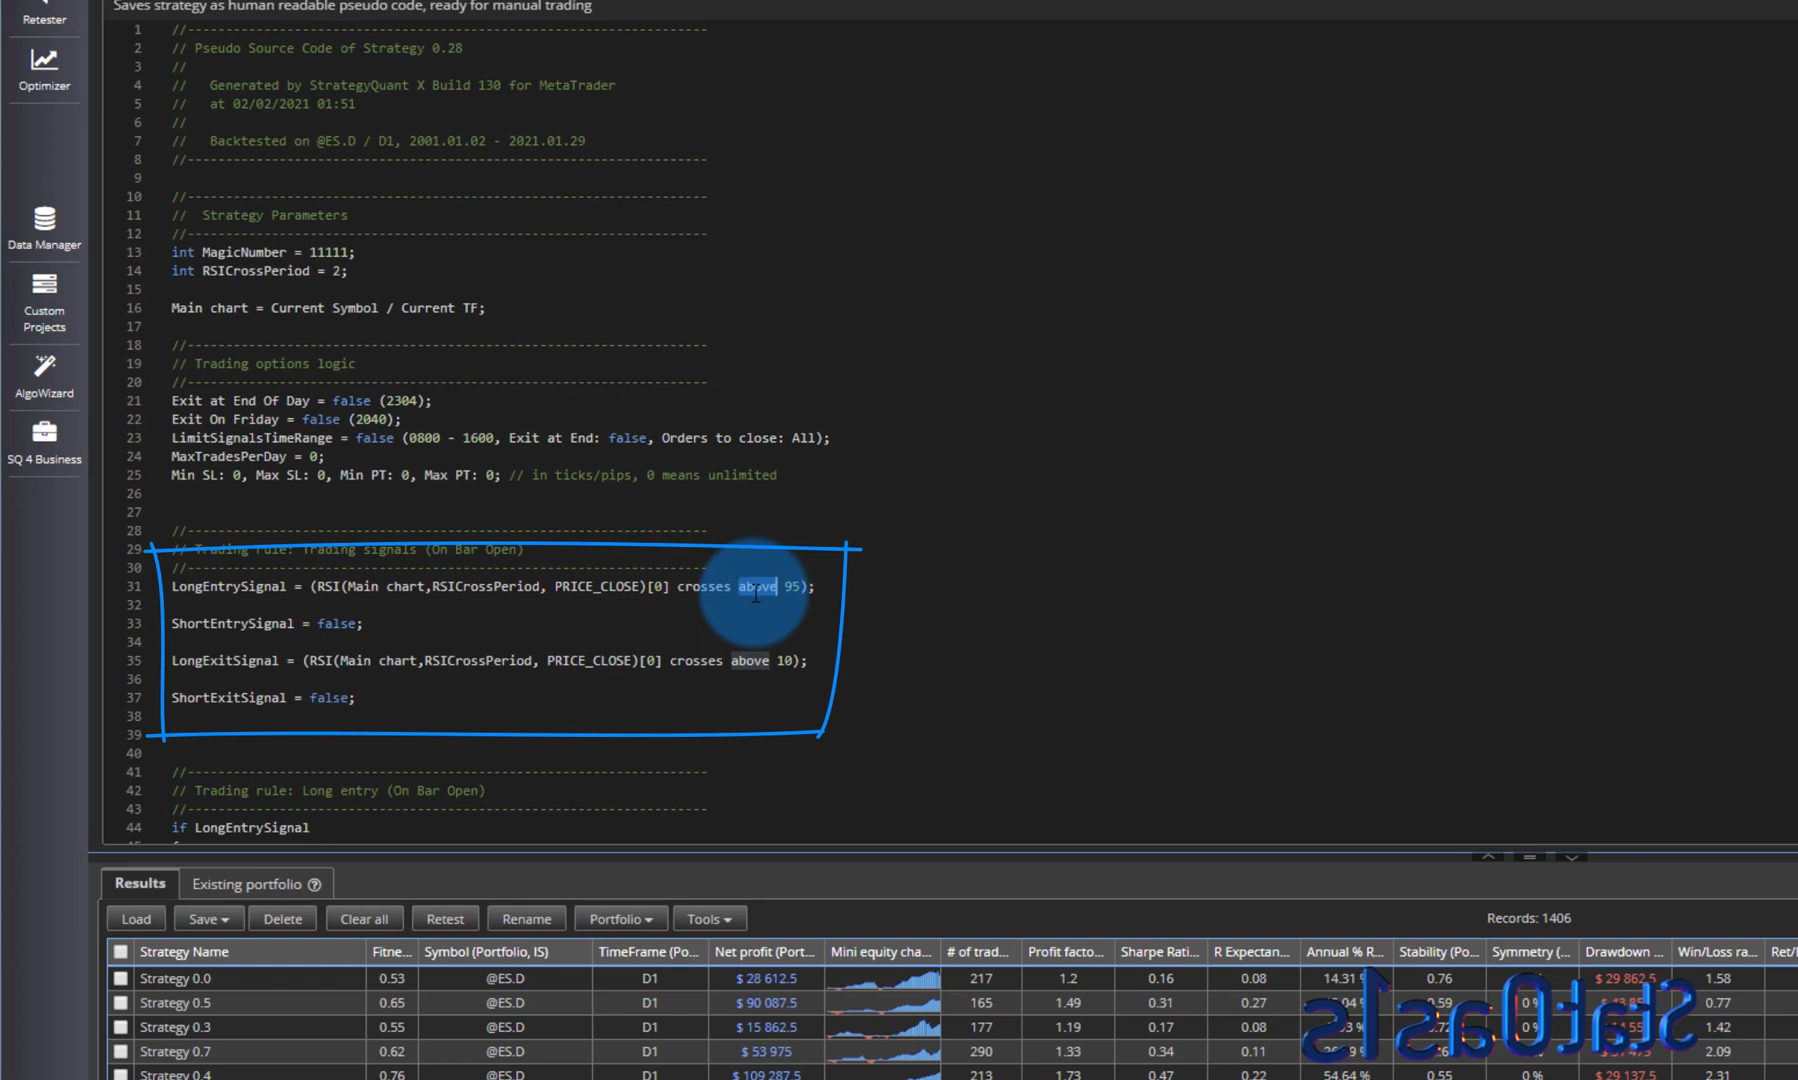 Saves strategy as human readable pseudo code, ready for manual trading
Retester
Optimizer
Data Manager
Custom
Projects
AlgoWizard
SQ 4 Business
1 //----------------------------------------------------------------------
2 // Pseudo Source Code of Strategy 0.28
3 //
4 //   Generated by StrategyQuant X Build 130 for MetaTrader
5 //   at 02/02/2021 01:51
6 //
7 //   Backtested on @ES.D / D1, 2001.01.02 - 2021.01.29
8 //----------------------------------------------------------------------
9
10 //----------------------------------------------------------------------
11 //  Strategy Parameters
12 //----------------------------------------------------------------------
13 int MagicNumber = 11111;
14 int RSICrossPeriod = 2;
15
16 Main chart = Current Symbol / Current TF;
17
18 //----------------------------------------------------------------------
19 // Trading options logic
20 //----------------------------------------------------------------------
21 Exit at End Of Day = false (2304);
22 Exit On Friday = false (2040);
23 LimitSignalsTimeRange = false (0800 - 1600, Exit at End: false, Orders to close: All);
24 MaxTradesPerDay = 0;
25 Min SL: 0, Max SL: 0, Min PT: 0, Max PT: 0; // in ticks/pips, 0 means unlimited
26
27
28 //----------------------------------------------------------------------
29 // Trading rule: Trading signals (On Bar Open)
30 //----------------------------------------------------------------------
31 LongEntrySignal = (RSI(Main chart,RSICrossPeriod, PRICE_CLOSE)[0] crosses above 95);
32
33 ShortEntrySignal = false;
34
35 LongExitSignal = (RSI(Main chart,RSICrossPeriod, PRICE_CLOSE)[0] crosses above 10);
36
37 ShortExitSignal = false;
38
39
40
41 //----------------------------------------------------------------------
42 // Trading rule: Long entry (On Bar Open)
43 //----------------------------------------------------------------------
44 if LongEntrySignal
Results Existing portfolio ?
Load Save Delete Clear all Retest Rename Portfolio Tools Records: 1406
Strategy Name Fitne... Symbol (Portfolio, IS) TimeFrame (Po... Net profit (Port... Mini equity cha... # of trad... Profit facto... Sharpe Rati... R Expectan... Annual % R... Stability (Po... Symmetry (... Drawdown ... Win/Loss ra... Ret/
Strategy 0.0 0.53 @ES.D D1 $ 28 612.5 217 1.2 0.16 0.08 14.31 % 0.76 0 % $ 29 862.5 1.58
Strategy 0.5 0.65 @ES.D D1 $ 90 087.5 165 1.49 0.31 0.27 0.59 0 % 0.77
Strategy 0.3 0.55 @ES.D D1 $ 15 862.5 177 1.19 0.17 0.08 1.42
Strategy 0.7 0.62 @ES.D D1 $ 53 975 290 1.33 0.34 0.11 2.09
Strategy 0.4 0.76 @ES.D D1 $ 109 287.5 213 1.73 0.47 0.22 54.64 % 0.55 0 % $ 29 137.5 2.31